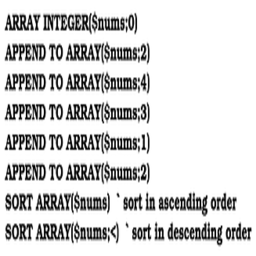 ARRAY INTEGER($nums;0)
APPEND TO ARRAY($nums;2)
APPEND TO ARRAY($nums;4)
APPEND TO ARRAY($nums;3)
APPEND TO ARRAY($nums;1)
APPEND TO ARRAY($nums;2)
SORT ARRAY($nums) ` sort in ascending order
SORT ARRAY($nums;<) ` sort in descending order